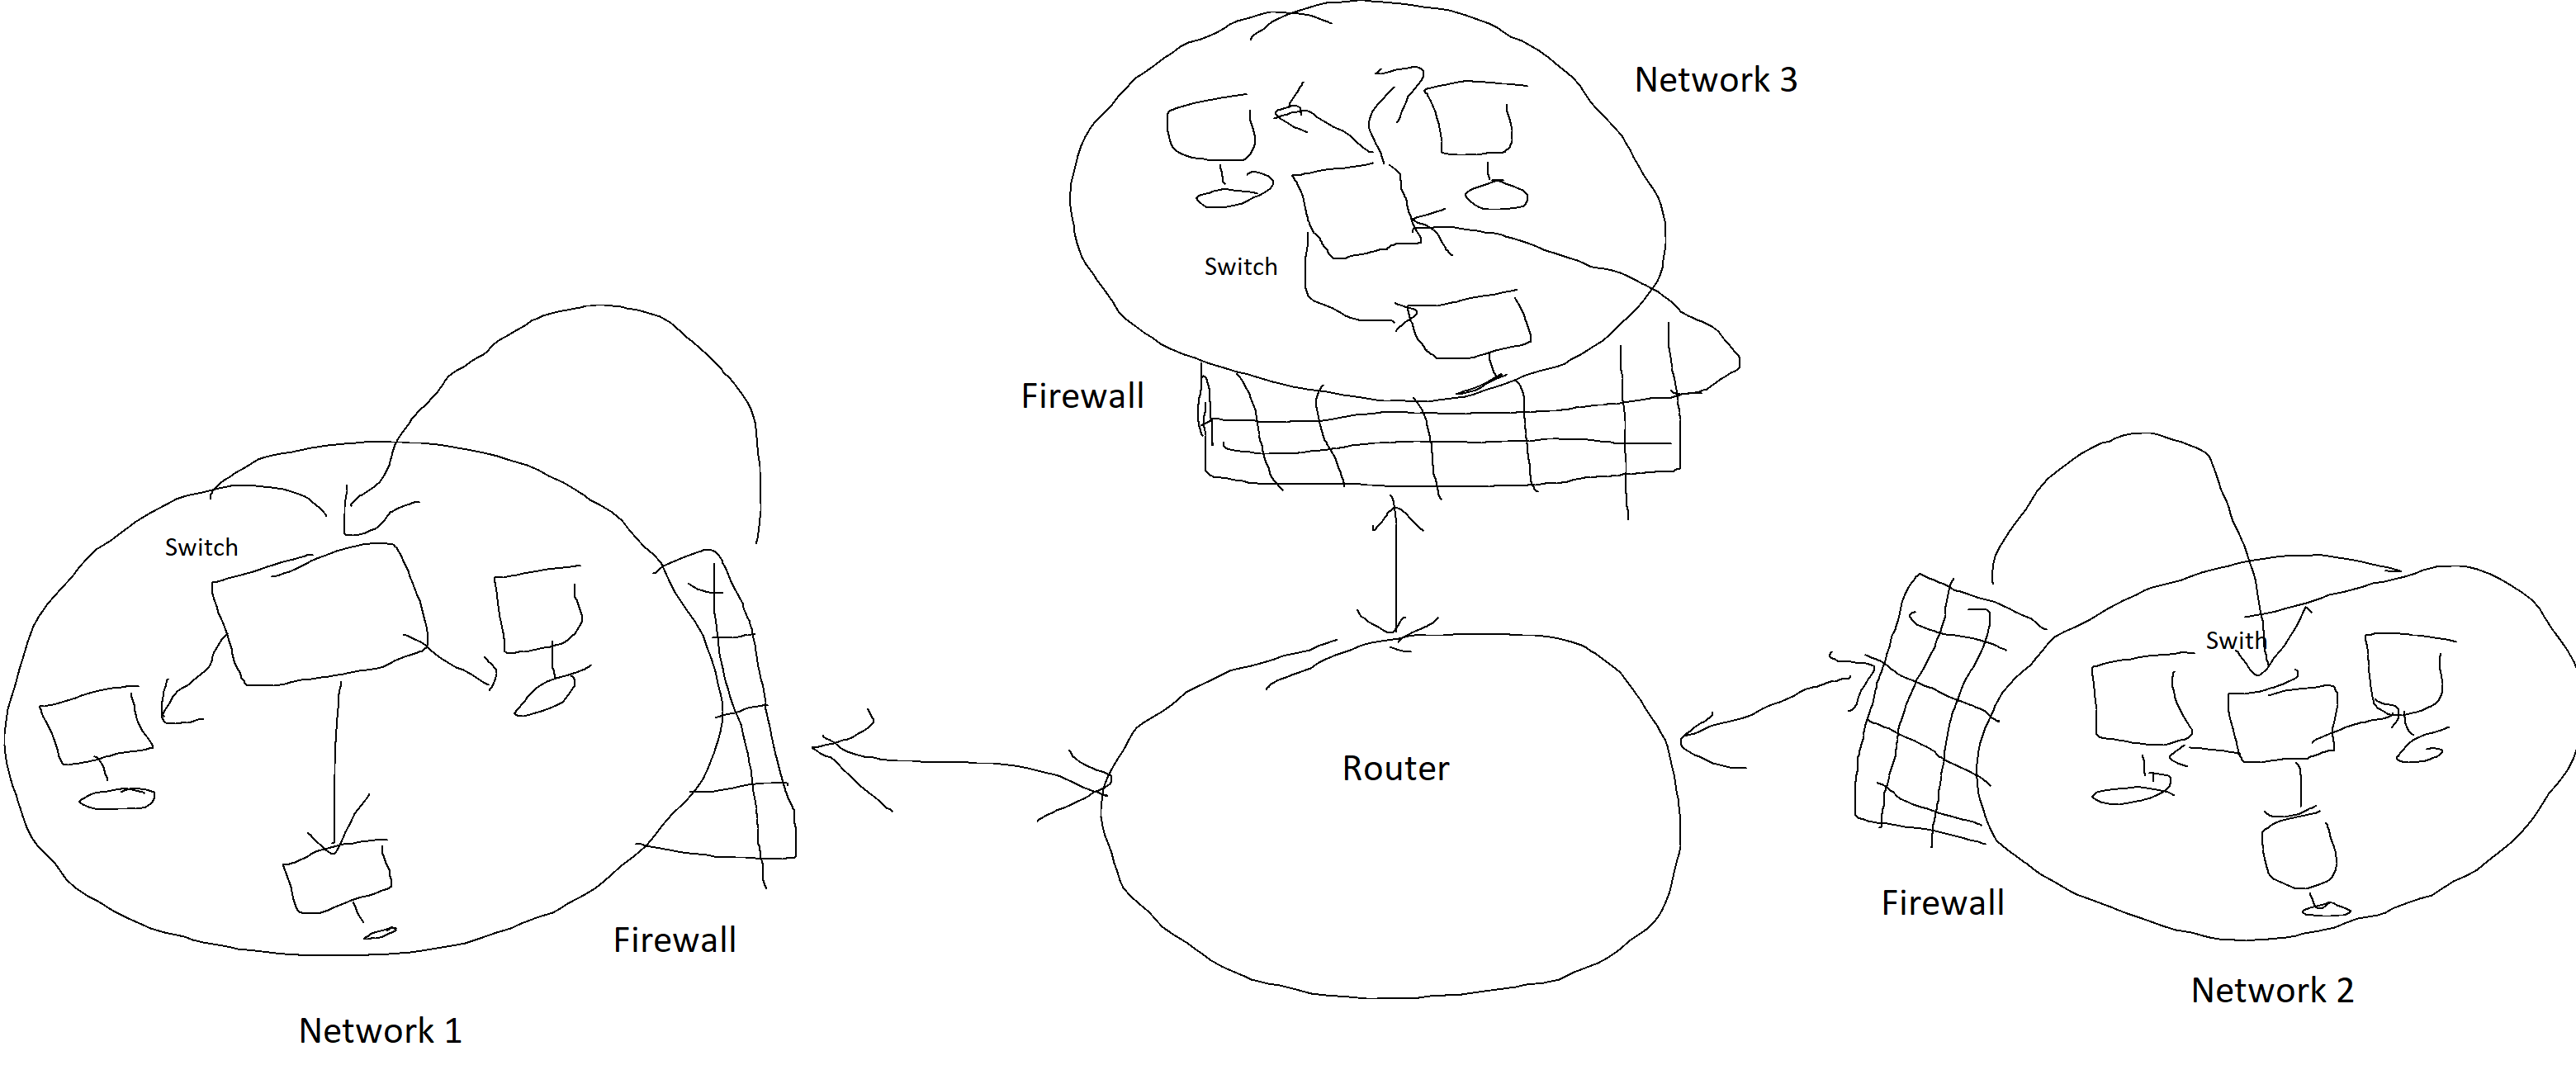 Network 3
Switch
Firewall
Switch
Swith
Router
Firewall
Firewall
Network 2
Network 1